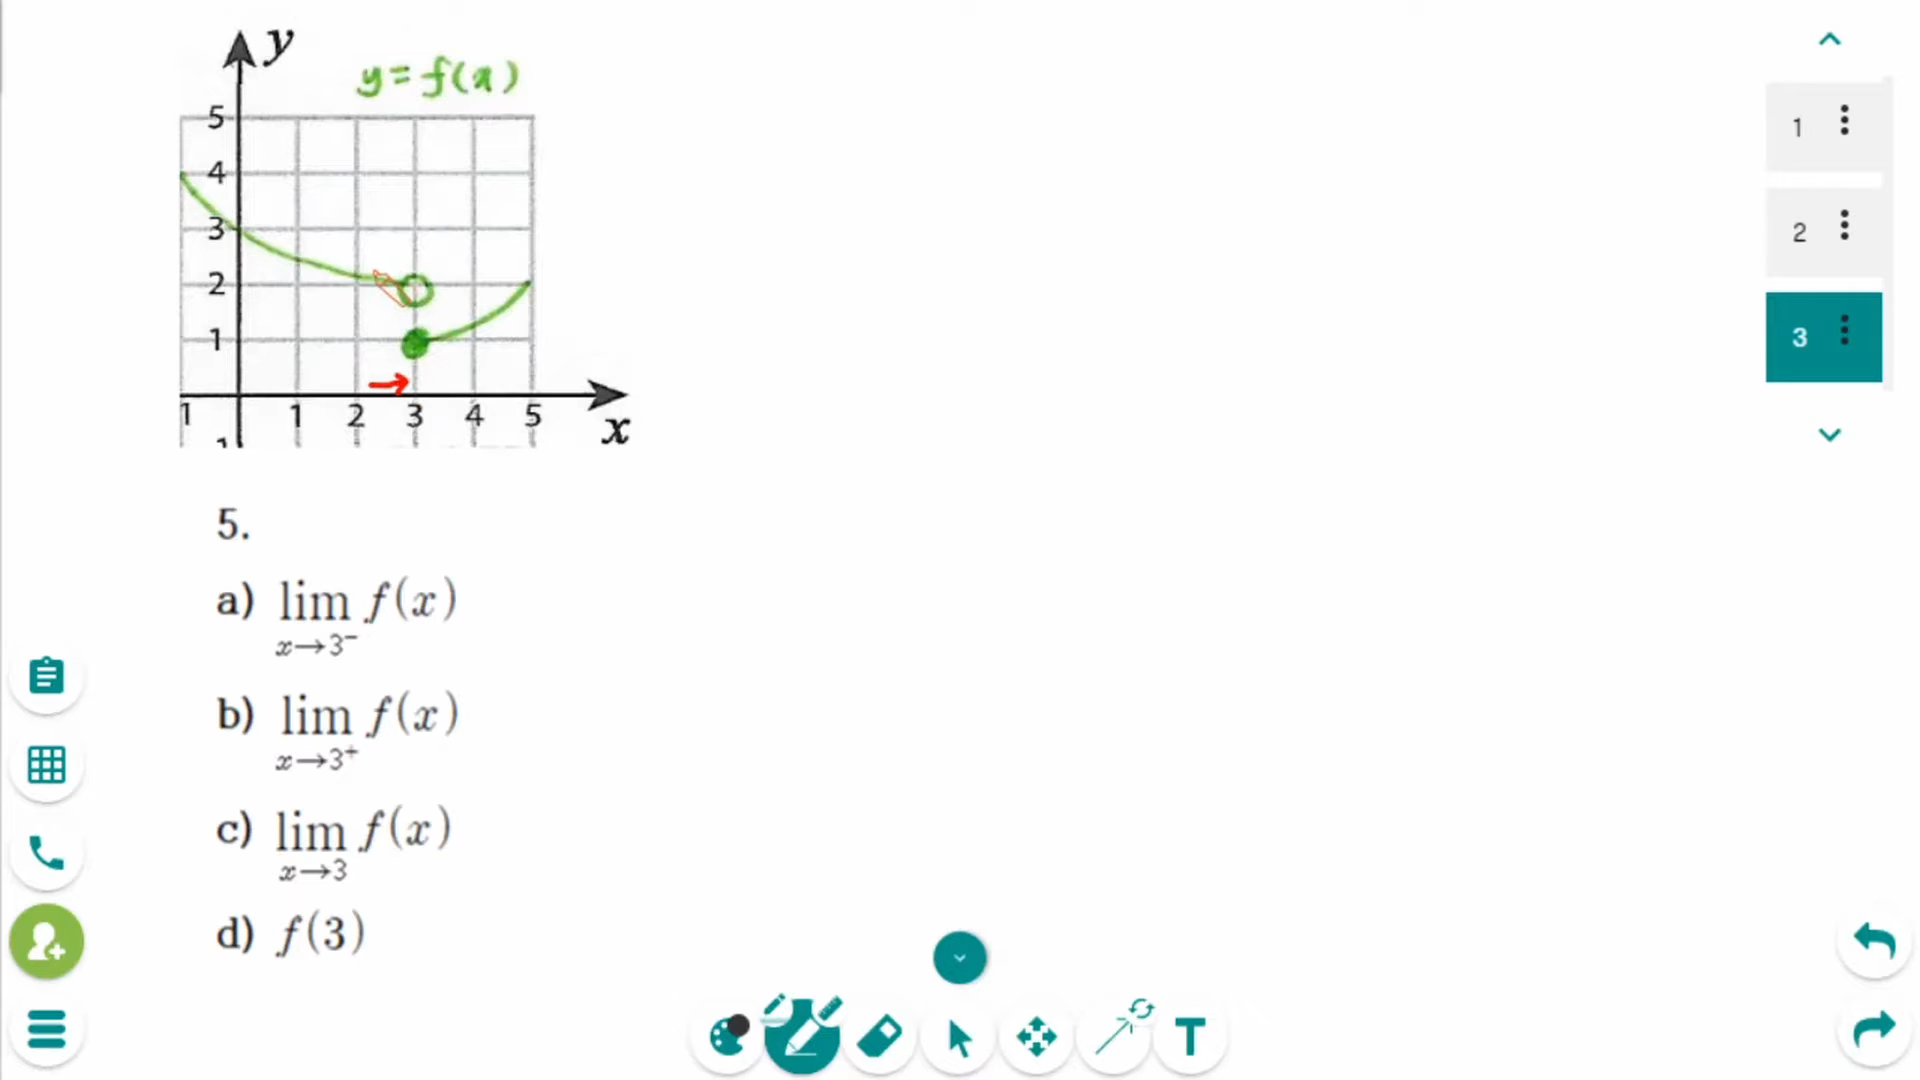 y
y = f(x)
5
4
3
2
1
1 1 2 3 4 5
1
x
5.
a) lim f(x)
x→3⁻
b) lim f(x)
x→3⁺
c) lim f(x)
x→3
d) f(3)
1
2
3
T